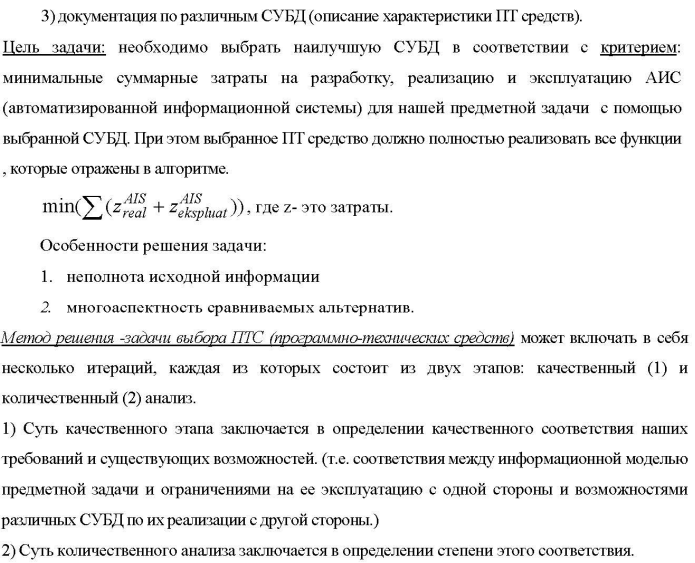 3) документация по различным СУБД (описание характеристики ПТ средств).
Цель задачи: необходимо выбрать наилучшую СУБД в соответствии с критерием:
минимальные суммарные затраты на разработку, реализацию и эксплуатацию АИС
(автоматизированной информационной системы) для нашей предметной задачи с помощью
выбранной СУБД. При этом выбранное ПТ средство должно полностью реализовать все функции
, которые отражены в алгоритме.
min(∑(z_{real}^{AIS} + z_{ekspluat}^{AIS})), где z- это затраты.
Особенности решения задачи:
1. неполнота исходной информации
2. многоаспектность сравниваемых альтернатив.
Метод решения -задачи выбора ПТС (программно-технических средств) может включать в себя
несколько итераций, каждая из которых состоит из двух этапов: качественный (1) и
количественный (2) анализ.
1) Суть качественного этапа заключается в определении качественного соответствия наших
требований и существующих возможностей. (т.е. соответствия между информационной моделью
предметной задачи и ограничениями на ее эксплуатацию с одной стороны и возможностями
различных СУБД по их реализации с другой стороны.)
2) Суть количественного анализа заключается в определении степени этого соответствия.